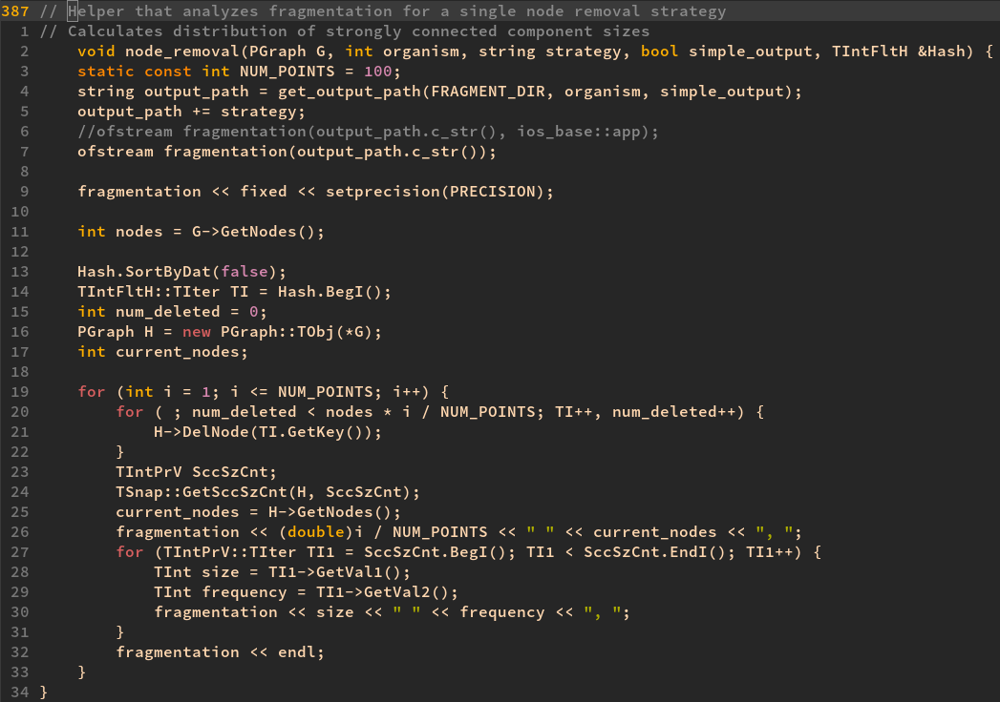 387 // Helper that analyzes fragmentation for a single node removal strategy
1 // Calculates distribution of strongly connected component sizes
2 void node_removal(PGraph G, int organism, string strategy, bool simple_output, TIntFltH &Hash) {
3 static const int NUM_POINTS = 100;
4 string output_path = get_output_path(FRAGMENT_DIR, organism, simple_output);
5 output_path += strategy;
6 //ofstream fragmentation(output_path.c_str(), ios_base::app);
7 ofstream fragmentation(output_path.c_str());
8
9 fragmentation << fixed << setprecision(PRECISION);
10
11 int nodes = G->GetNodes();
12
13 Hash.SortByDat(false);
14 TIntFltH::TIter TI = Hash.BegI();
15 int num_deleted = 0;
16 PGraph H = new PGraph::TObj(*G);
17 int current_nodes;
18
19 for (int i = 1; i <= NUM_POINTS; i++) {
20 for ( ; num_deleted < nodes * i / NUM_POINTS; TI++, num_deleted++) {
21 H->DelNode(TI.GetKey());
22 }
23 TIntPrV SccSzCnt;
24 TSnap::GetSccSzCnt(H, SccSzCnt);
25 current_nodes = H->GetNodes();
26 fragmentation << (double)i / NUM_POINTS << " " << current_nodes << ", ";
27 for (TIntPrV::TIter TI1 = SccSzCnt.BegI(); TI1 < SccSzCnt.EndI(); TI1++) {
28 TInt size = TI1->GetVal1();
29 TInt frequency = TI1->GetVal2();
30 fragmentation << size << " " << frequency << ", ";
31 }
32 fragmentation << endl;
33 }
34 }